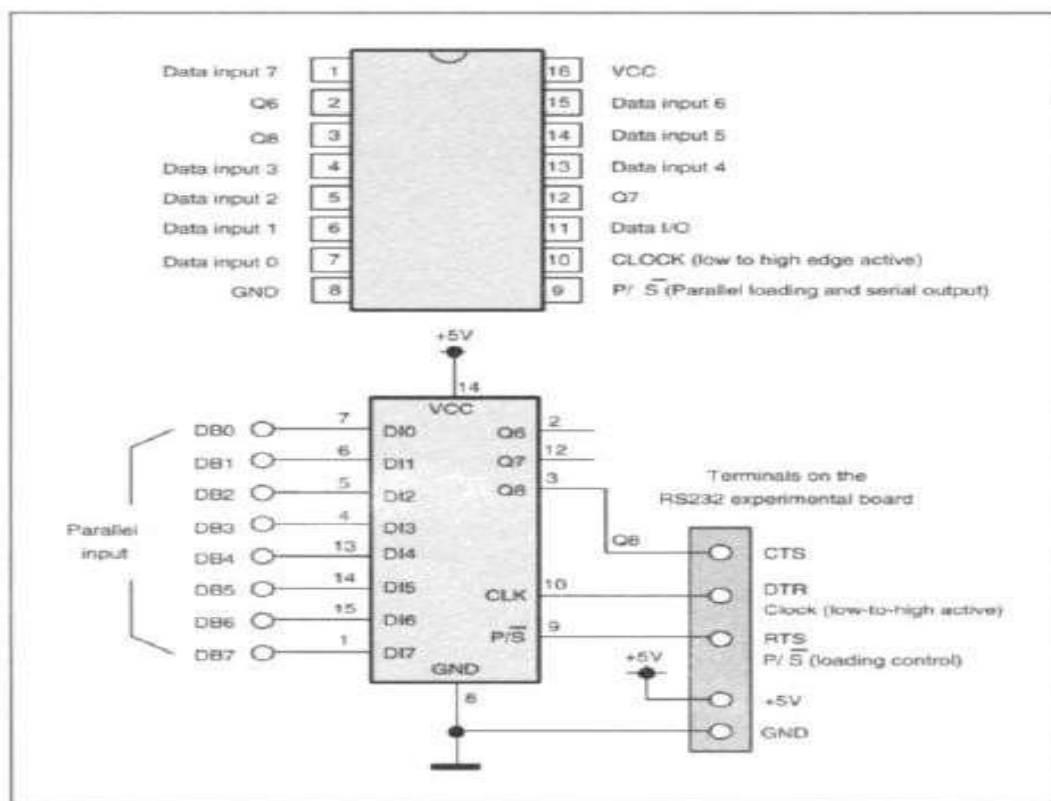 Data input 7 1 16 VCC
Q6 2 15 Data input 6
Q8 3 14 Data input 5
Data input 3 4 13 Data input 4
Data input 2 5 12 Q7
Data input 1 6 11 Data I/O
Data input 0 7 10 CLOCK (low to high edge active)
GND 8 9 P/ S̅ (Parallel loading and serial output)
+5V
14
VCC
DB0 7 DI0 Q6 2
DB1 6 DI1 Q7 12
DB2 5 DI2 Q8 3
DB3 4 DI3
DB4 13 DI4
DB5 14 DI5 CLK 10
DB6 15 DI6
DB7 1 DI7 P/S̅ 9
GND
8
Parallel
input
Terminals on the
RS232 experimental board
Q8 CTS
DTR
Clock (low-to-high active)
RTS
P/ S̅ (loading control)
+5V +5V
GND